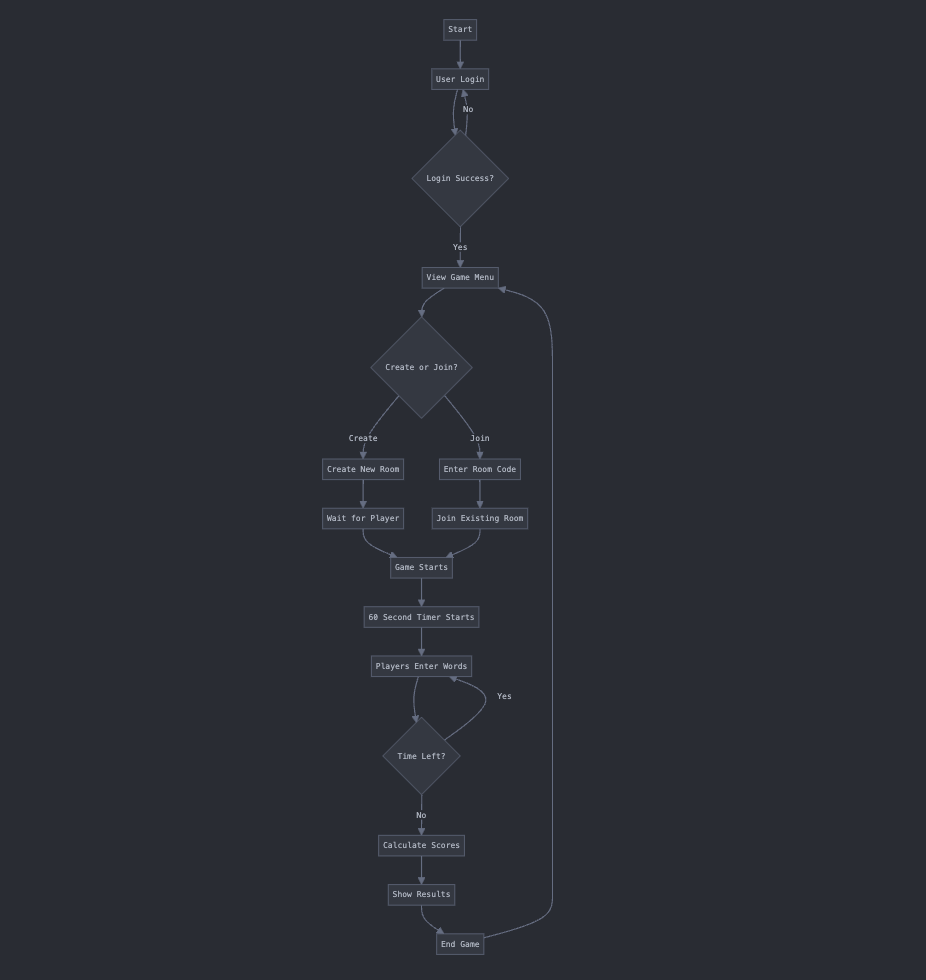 Start
User Login
No
Login Success?
Yes
View Game Menu
Create or Join?
Create
Join
Create New Room
Enter Room Code
Wait for Player
Join Existing Room
Game Starts
60 Second Timer Starts
Players Enter Words
Yes
Time Left?
No
Calculate Scores
Show Results
End Game